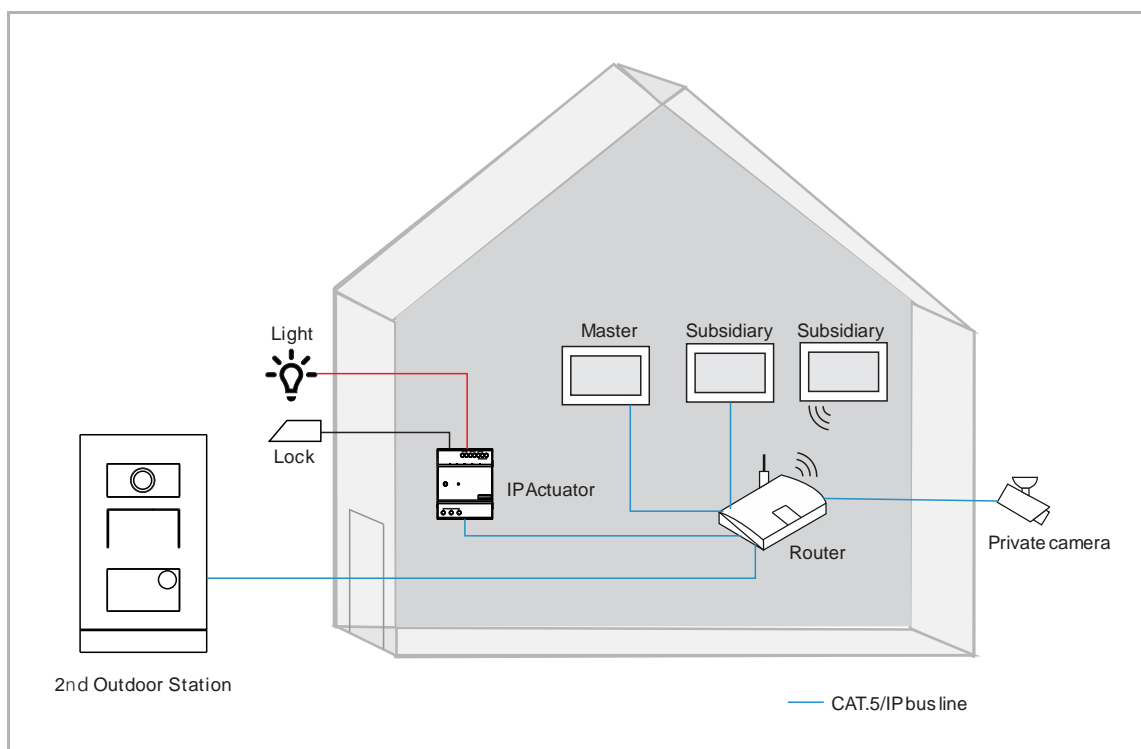 Light
Master
Subsidiary
Subsidiary
Lock
IP Actuator
Router
Private camera
2nd Outdoor Station
CAT.5/IP bus line